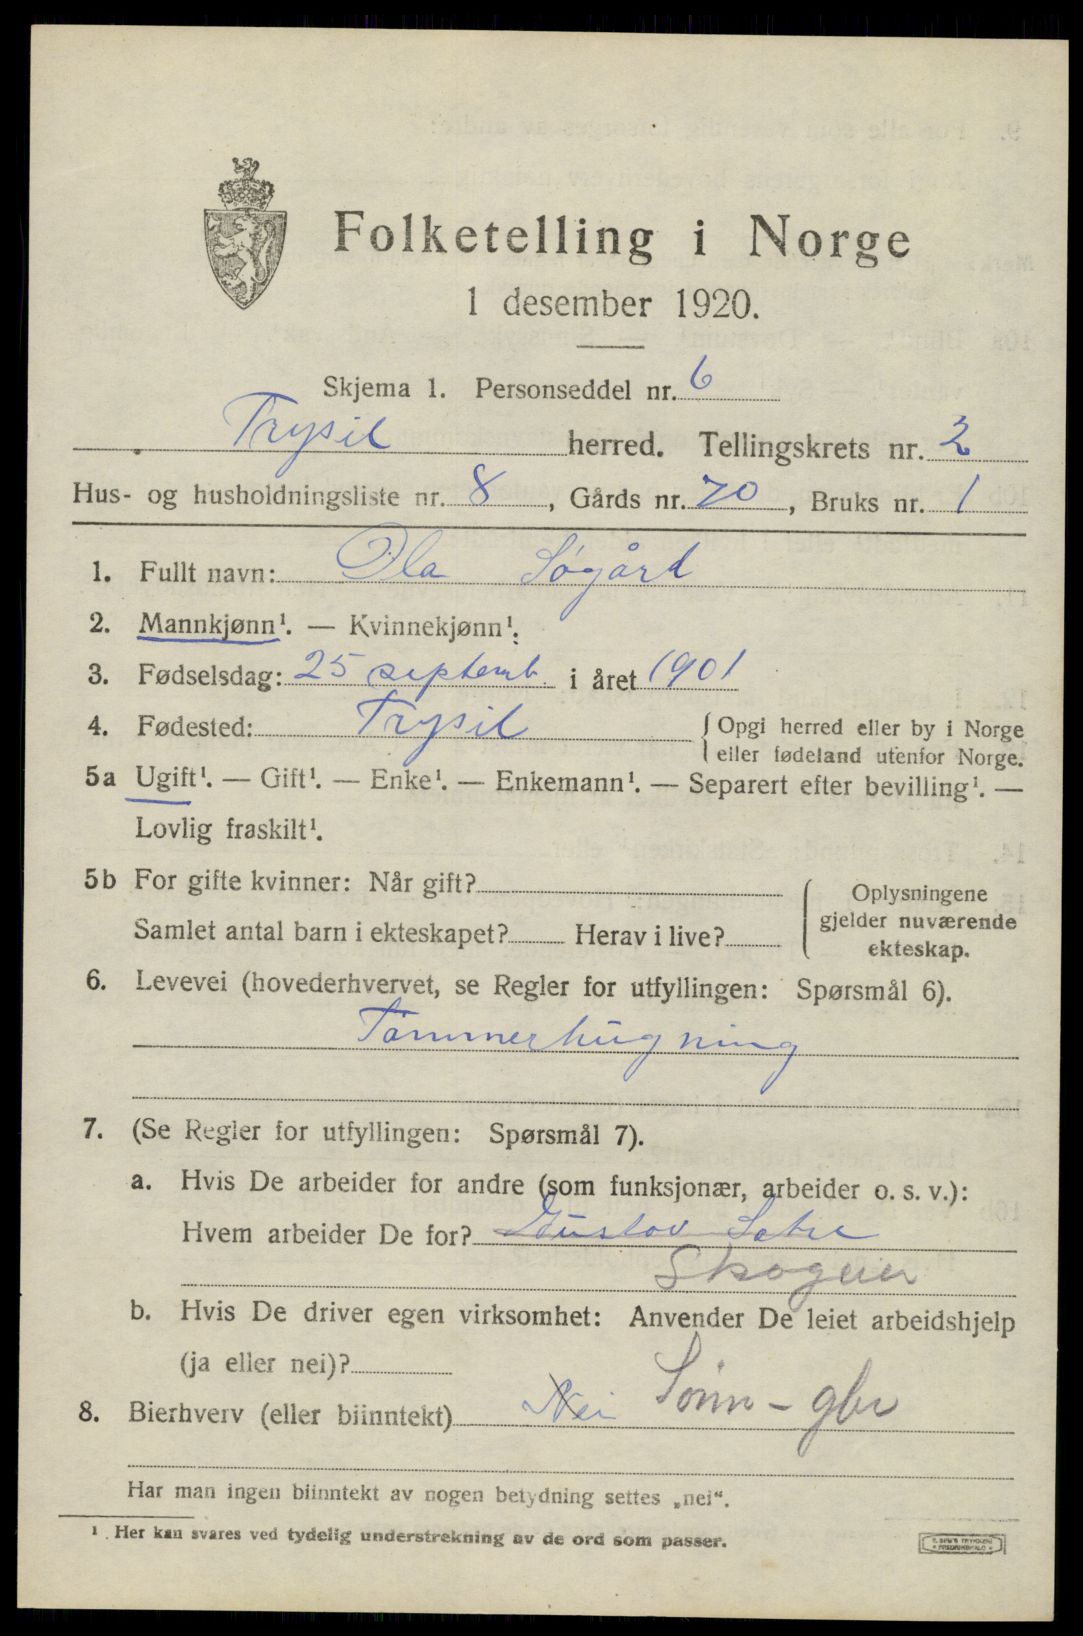 Folketelling i Norge
1 desember 1920.
Skjema 1. Personseddel nr. 6
Trysil herred. Tellingskrets nr. 2
Hus- og husholdningsliste nr. 8, Gårds nr. 70, Bruks nr. 1
1. Fullt navn: Ola Søgård
2. Mannkjønn¹. — Kvinnekjønn¹.
3. Fødselsdag: 25 septemb. i året 1901
4. Fødested: Trysil { Opgi herred eller by i Norge
eller fødeland utenfor Norge.
5a Ugift¹. — Gift¹. — Enke¹. — Enkemann¹. — Separert efter bevilling¹. —
Lovlig fraskilt¹.
5b For gifte kvinner: Når gift?
Samlet antal barn i ekteskapet? Herav i live?
Oplysningene
gjelder nuværende
ekteskap.
6. Levevei (hovederhvervet, se Regler for utfyllingen: Spørsmål 6).
Tømmerhugning
7. (Se Regler for utfyllingen: Spørsmål 7).
a. Hvis De arbeider for andre (som funksjonær, arbeider o. s. v.):
Hvem arbeider De for? Gustav
Skogeier
b. Hvis De driver egen virksomhet: Anvender De leiet arbeidshjelp
(ja eller nei)?
8. Bierhverv (eller biinntekt) Nei Sønn - gbr
Har man ingen biinntekt av nogen betydning settes „nei“.
¹ Her kan svares ved tydelig understrekning av de ord som passer.